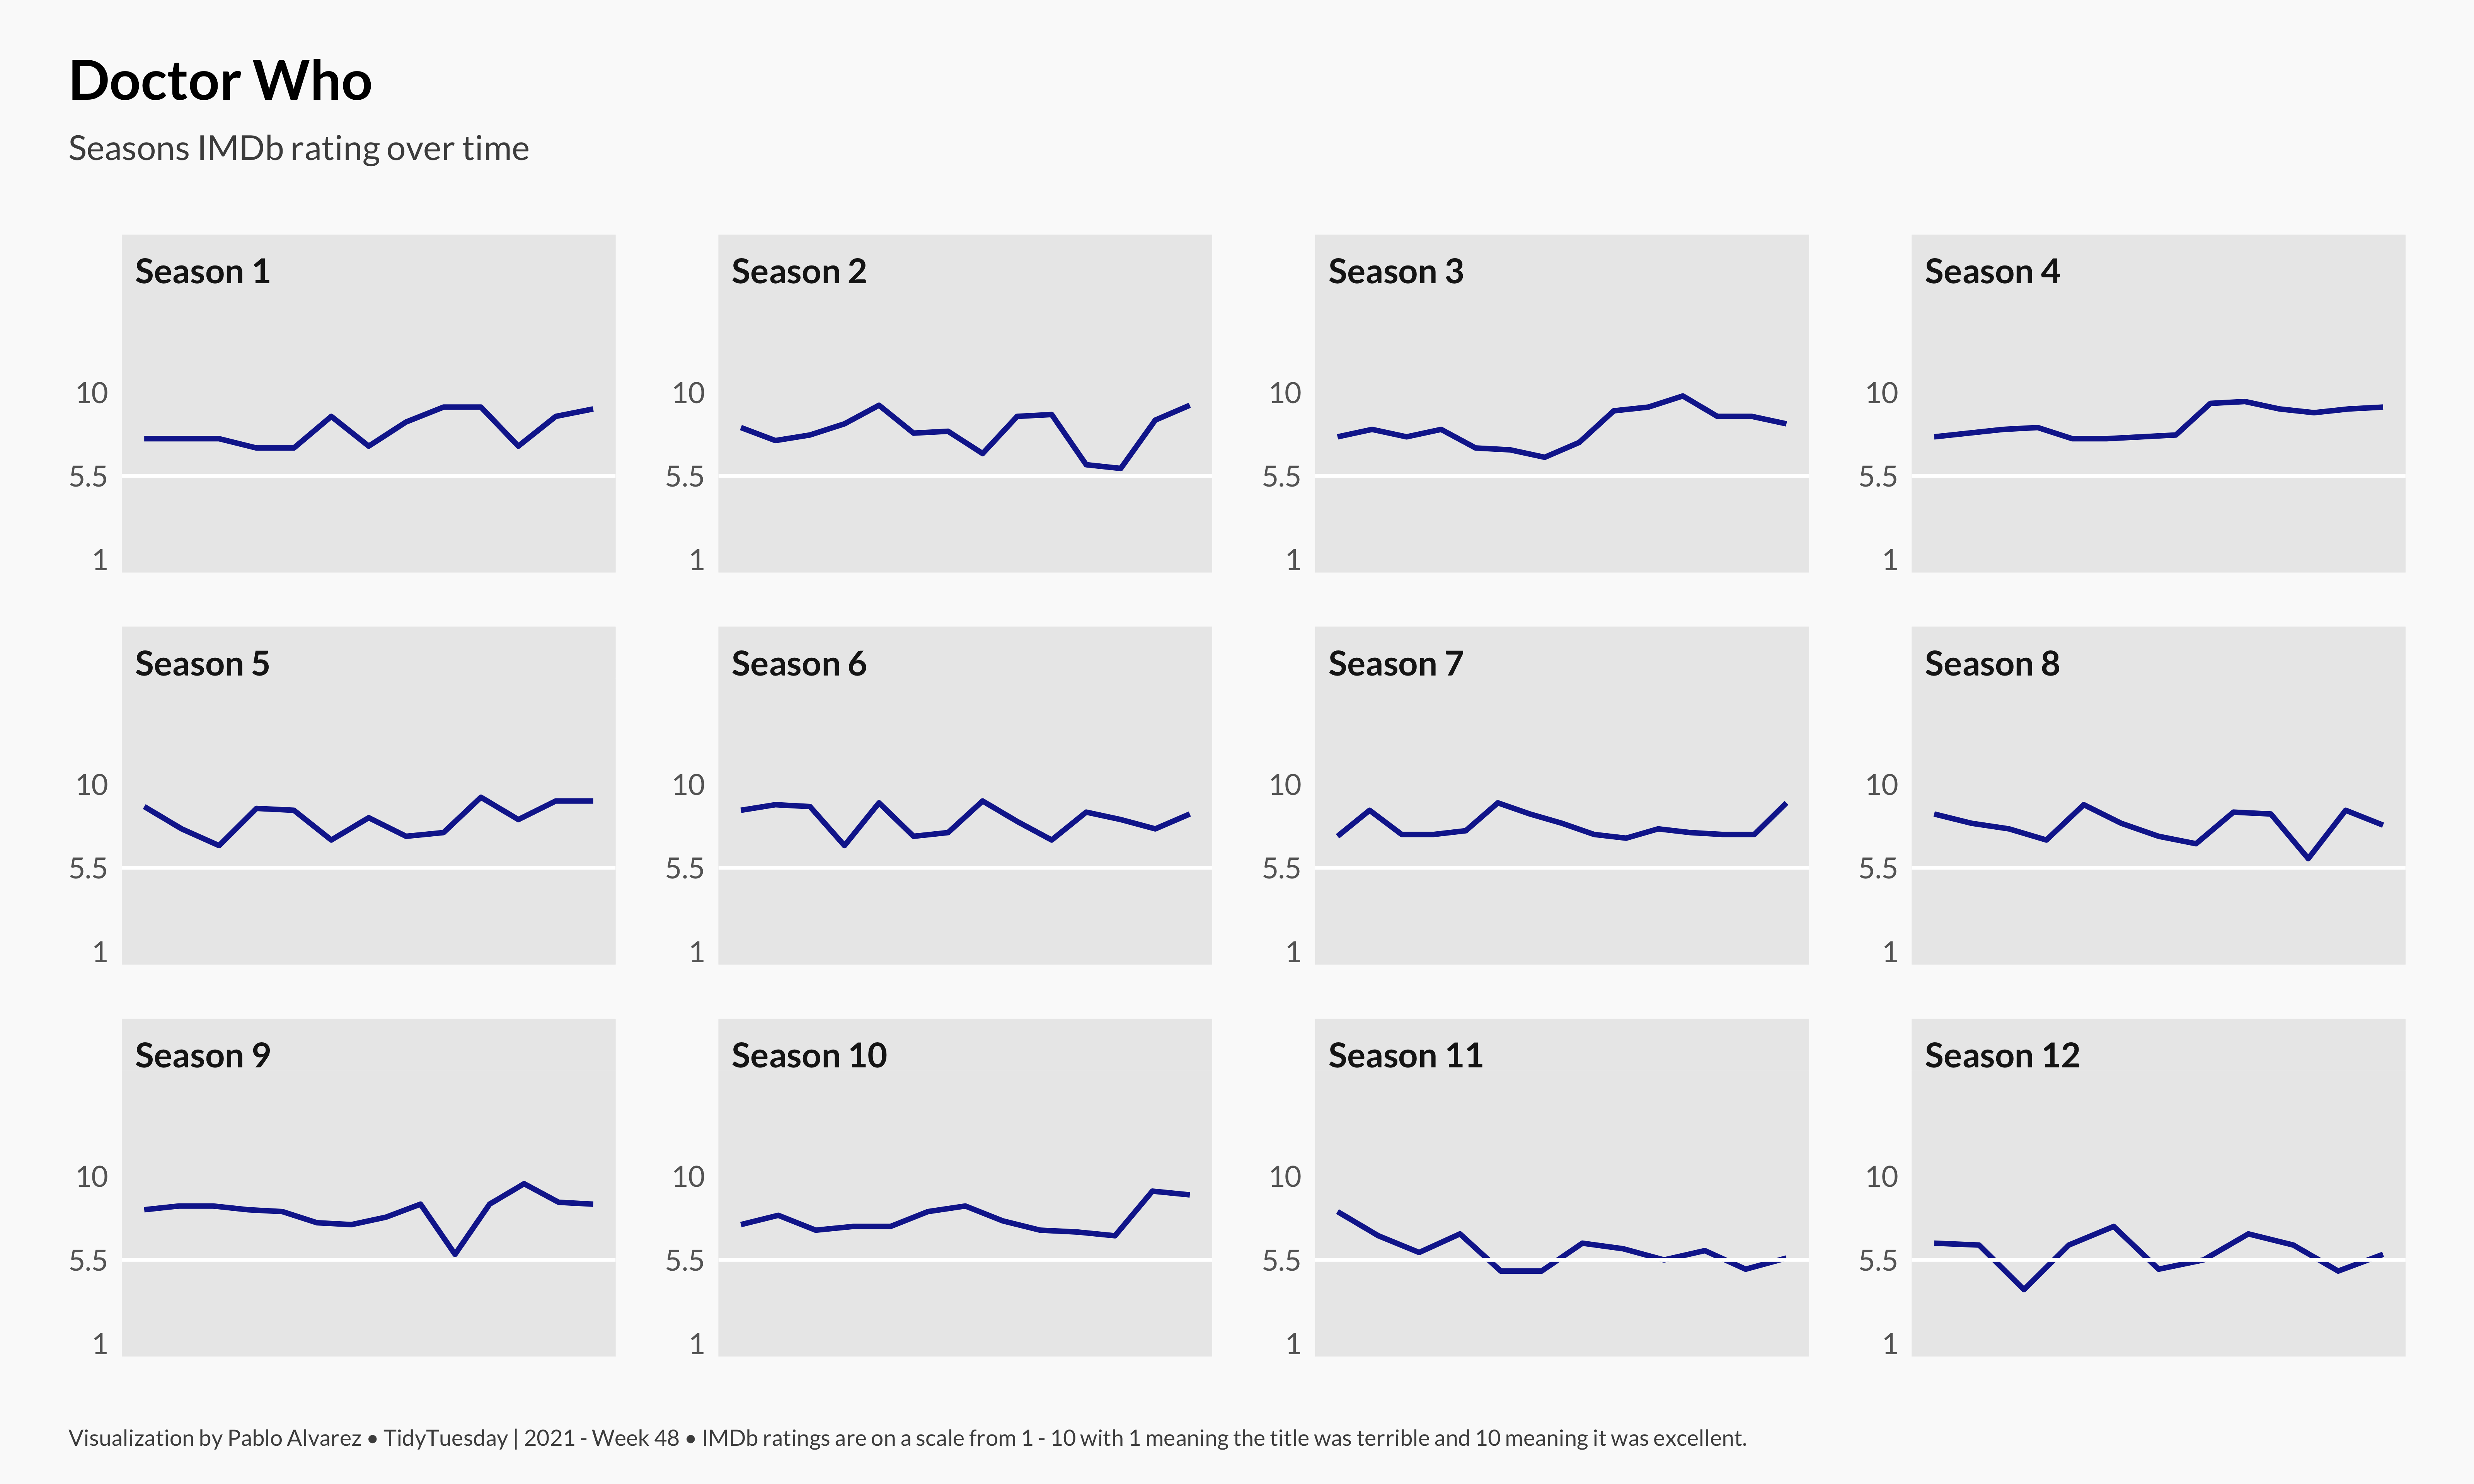 Doctor Who
Seasons IMDb rating over time
Season 1
10
5.5
1
Season 2
10
5.5
1
Season 3
10
5.5
1
Season 4
10
5.5
1
Season 5
10
5.5
1
Season 6
10
5.5
1
Season 7
10
5.5
1
Season 8
10
5.5
1
Season 9
10
5.5
1
Season 10
10
5.5
1
Season 11
10
5.5
1
Season 12
10
5.5
1
Visualization by Pablo Alvarez • TidyTuesday | 2021 - Week 48 • IMDb ratings are on a scale from 1 - 10 with 1 meaning the title was terrible and 10 meaning it was excellent.